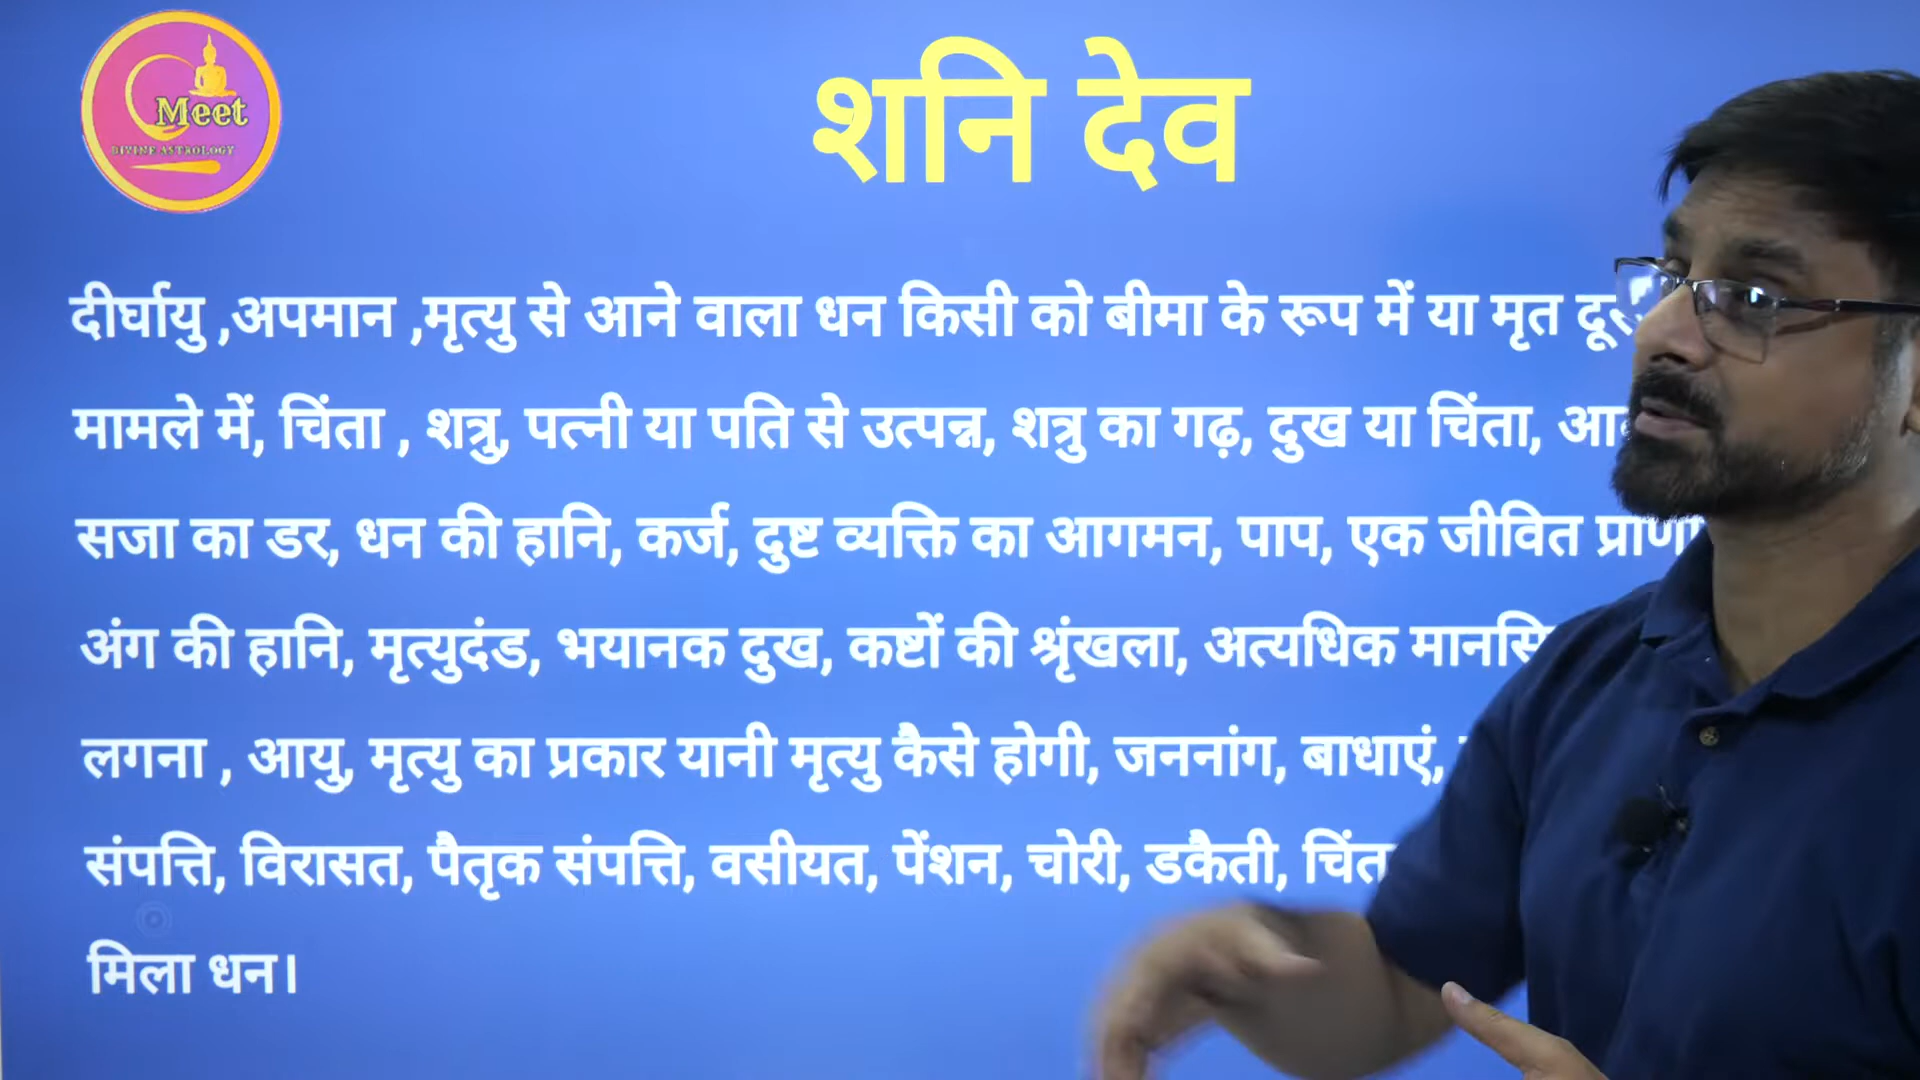 Meet
DIVINE ASTROLOGY
शनि देव
दीर्घायु ,अपमान ,मृत्यु से आने वाला धन किसी को बीमा के रूप में या मृत
मामले में, चिंता , शत्रु, पत्नी या पति से उत्पन्न, शत्रु का गढ़, दुख या चिंता,
सजा का डर, धन की हानि, कर्ज, दुष्ट व्यक्ति का आगमन, पाप, एक जीवित
अंग की हानि, मृत्युदंड, भयानक दुख, कष्टों की श्रृंखला, अत्यधिक
लगना , आयु, मृत्यु का प्रकार यानी मृत्यु कैसे होगी, जननांग, बाधाएं,
संपत्ति, विरासत, पैतृक संपत्ति, वसीयत, पेंशन, चोरी, डकैती,
मिला धन।